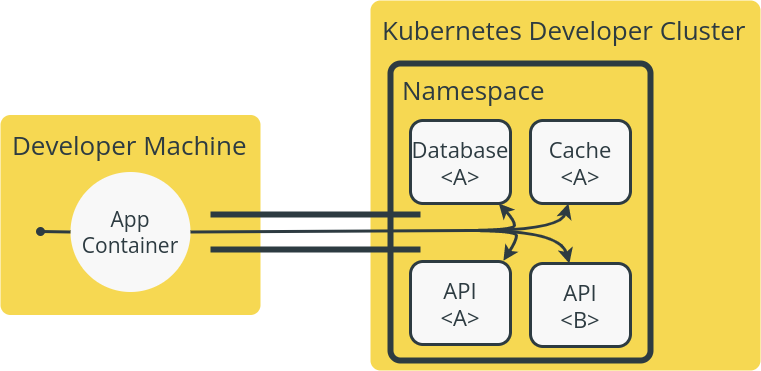 Kubernetes Developer Cluster
Namespace
Developer Machine
Database
<A>
Cache
<A>
App
Container
API
<A>
API
<B>